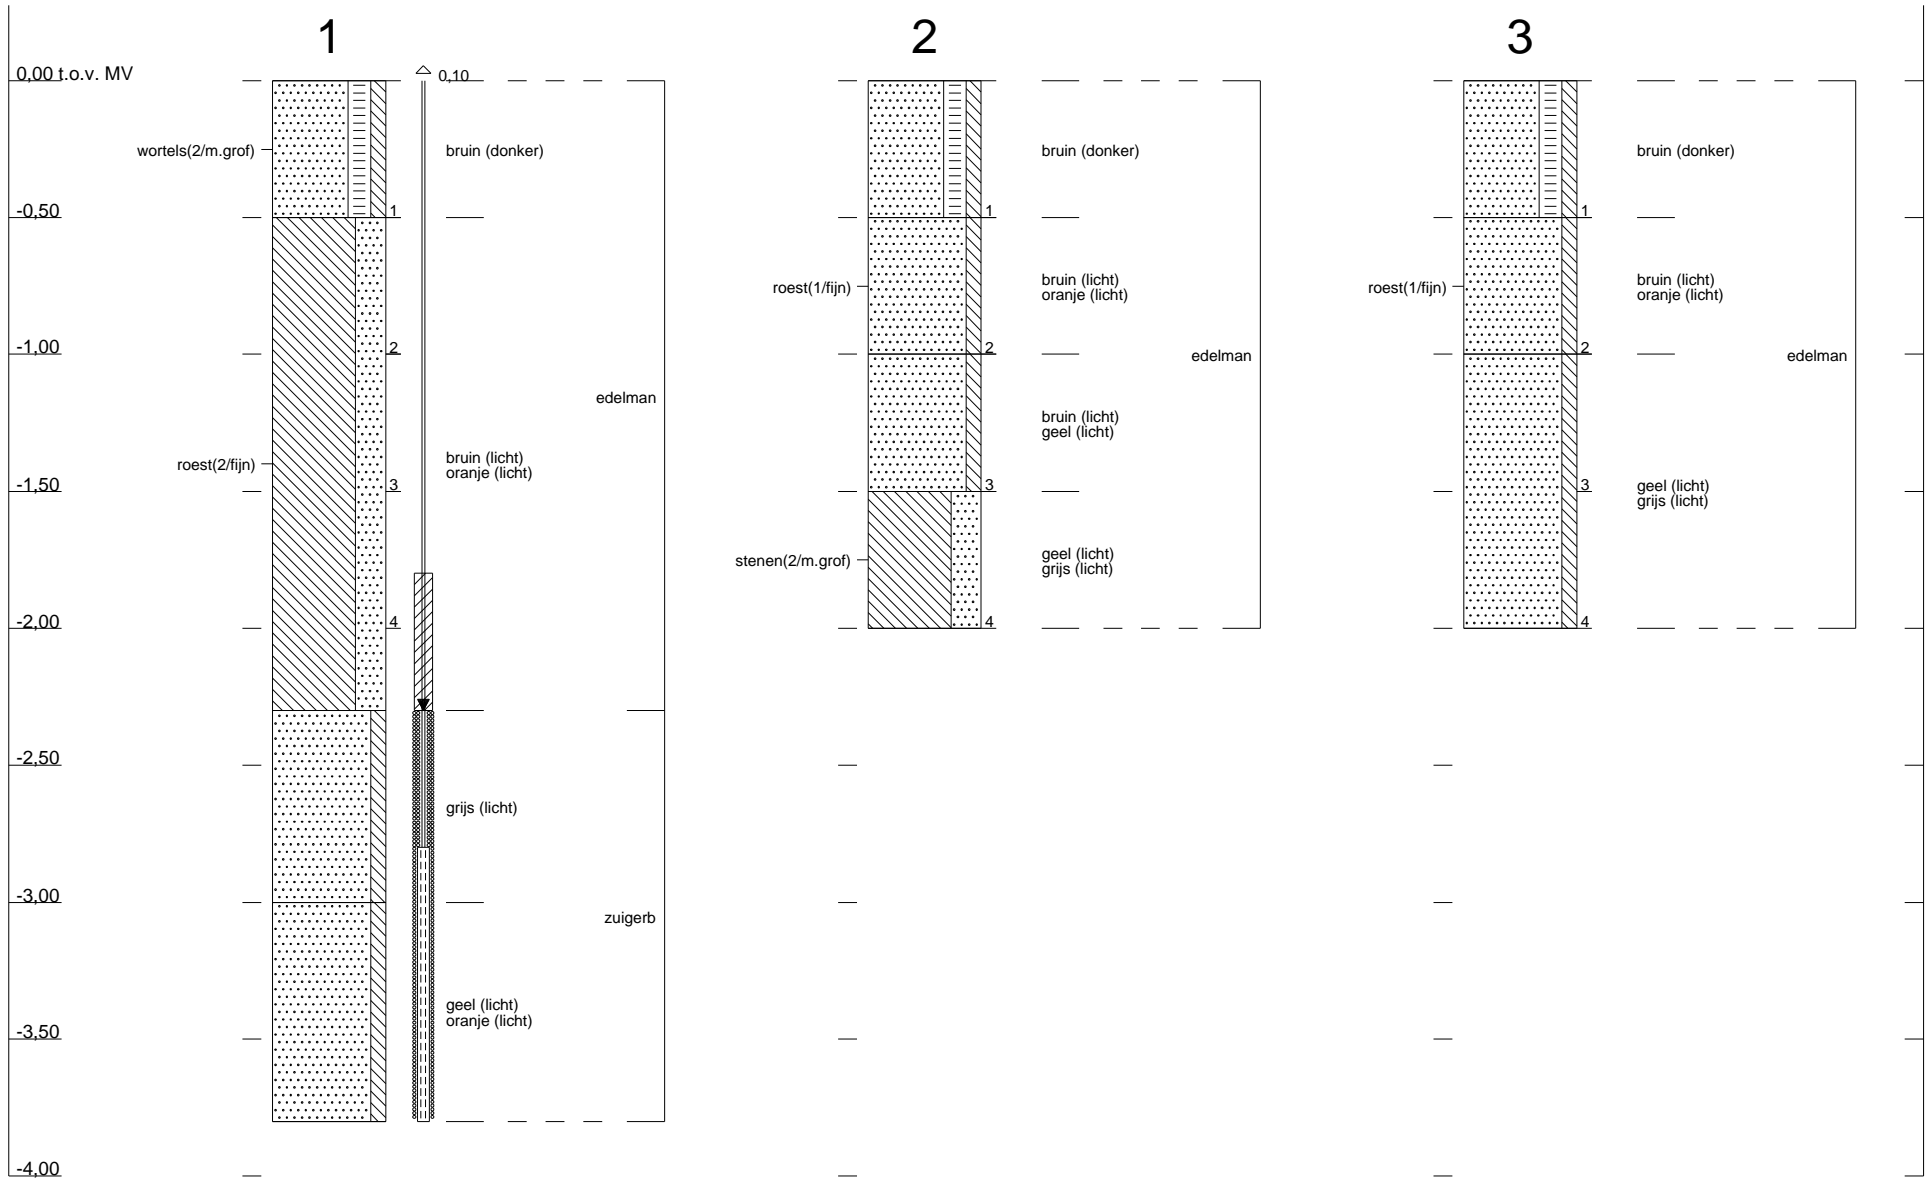 1
2
3
0,00 t.o.v. MV
0,10
wortels(2/m.grof)
bruin (donker)
bruin (donker)
bruin (donker)
-0,50
1
1
1
roest(1/fijn)
bruin (licht)
oranje (licht)
roest(1/fijn)
bruin (licht)
oranje (licht)
-1,00
2
2
2
edelman
edelman
edelman
bruin (licht)
geel (licht)
roest(2/fijn)
bruin (licht)
oranje (licht)
-1,50
3
3
3
geel (licht)
grijs (licht)
stenen(2/m.grof)
geel (licht)
grijs (licht)
-2,00
4
4
4
-2,50
grijs (licht)
-3,00
zuigerb
geel (licht)
oranje (licht)
-3,50
-4,00